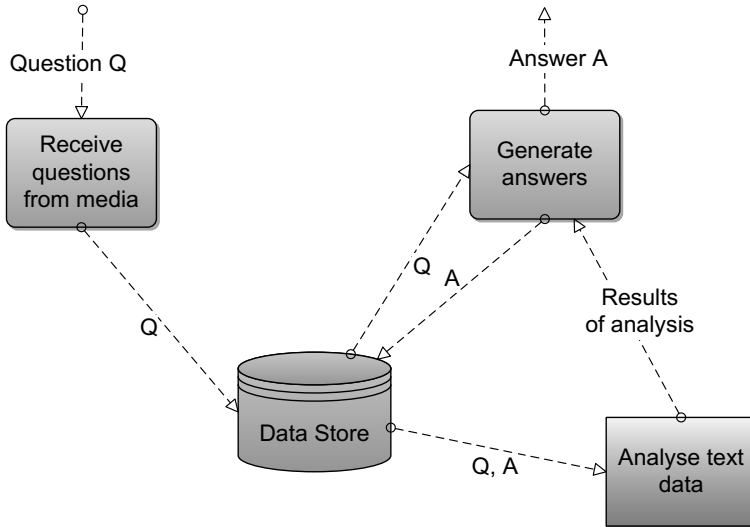 Question Q
Answer A
Receive
questions
from media
Generate
answers
Q
A
Q
Results
of analysis
Data Store
Q, A
Analyse text
data